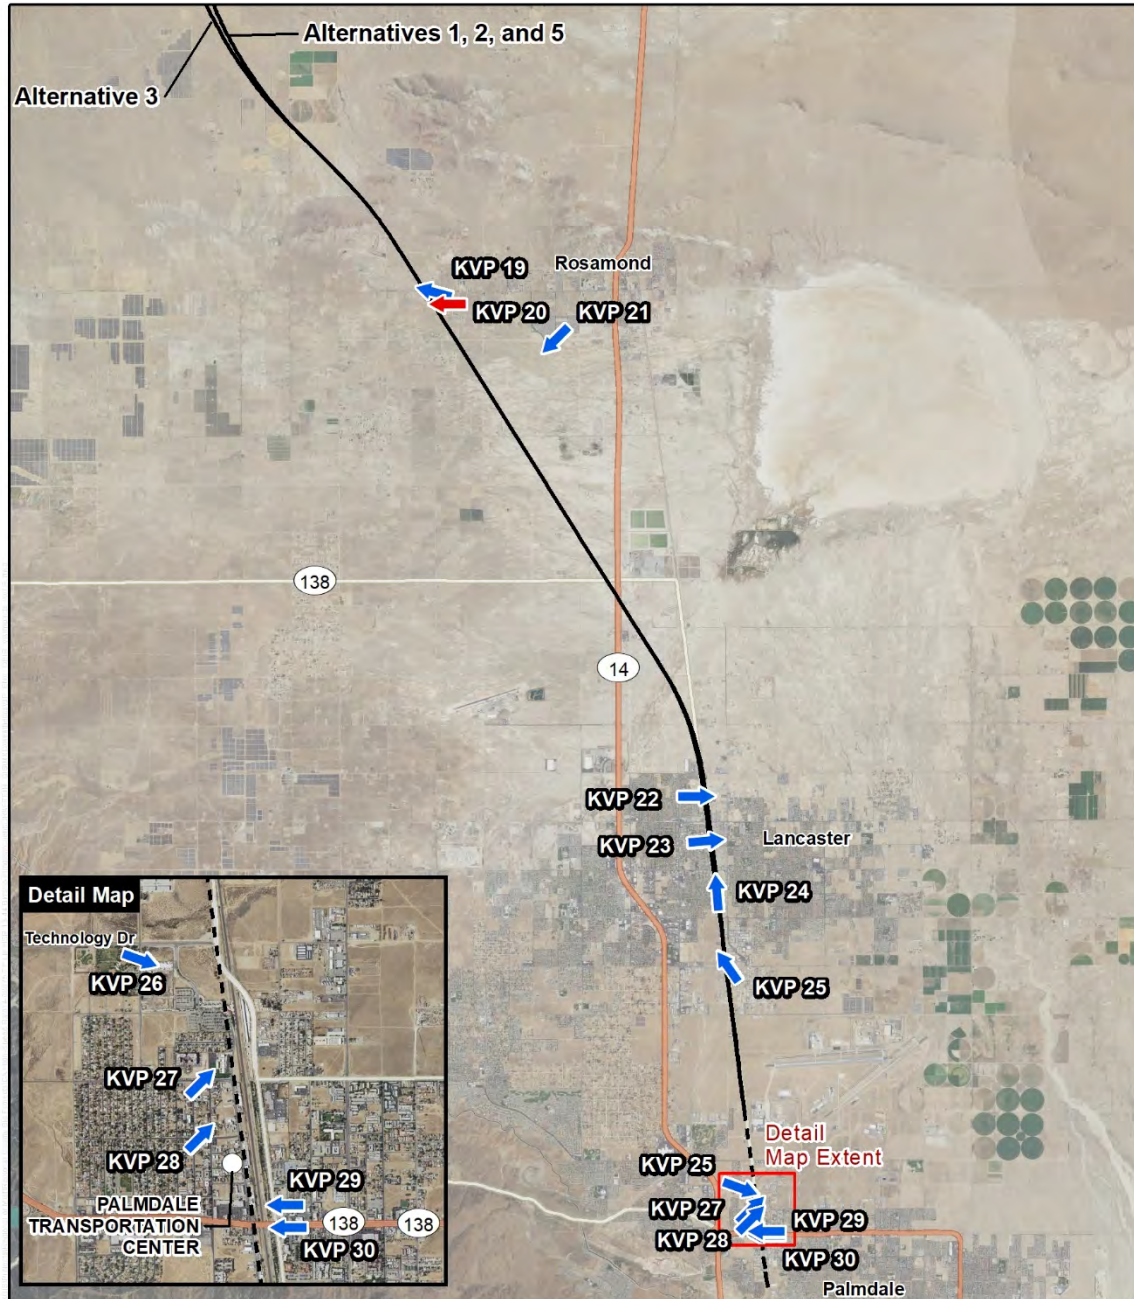 Alternatives 1, 2, and 5
Alternative 3
KVP 19
Rosamond
KVP 20
KVP 21
138
14
KVP 22
KVP 23
Lancaster
KVP 24
KVP 25
Detail Map
Technology Dr
KVP 26
KVP 27
KVP 28
PALMDALE
TRANSPORTATION
CENTER
KVP 29
138
138
KVP 30
Detail
Map Extent
KVP 25
KVP 27
KVP 28
KVP 29
KVP 30
Palmdale